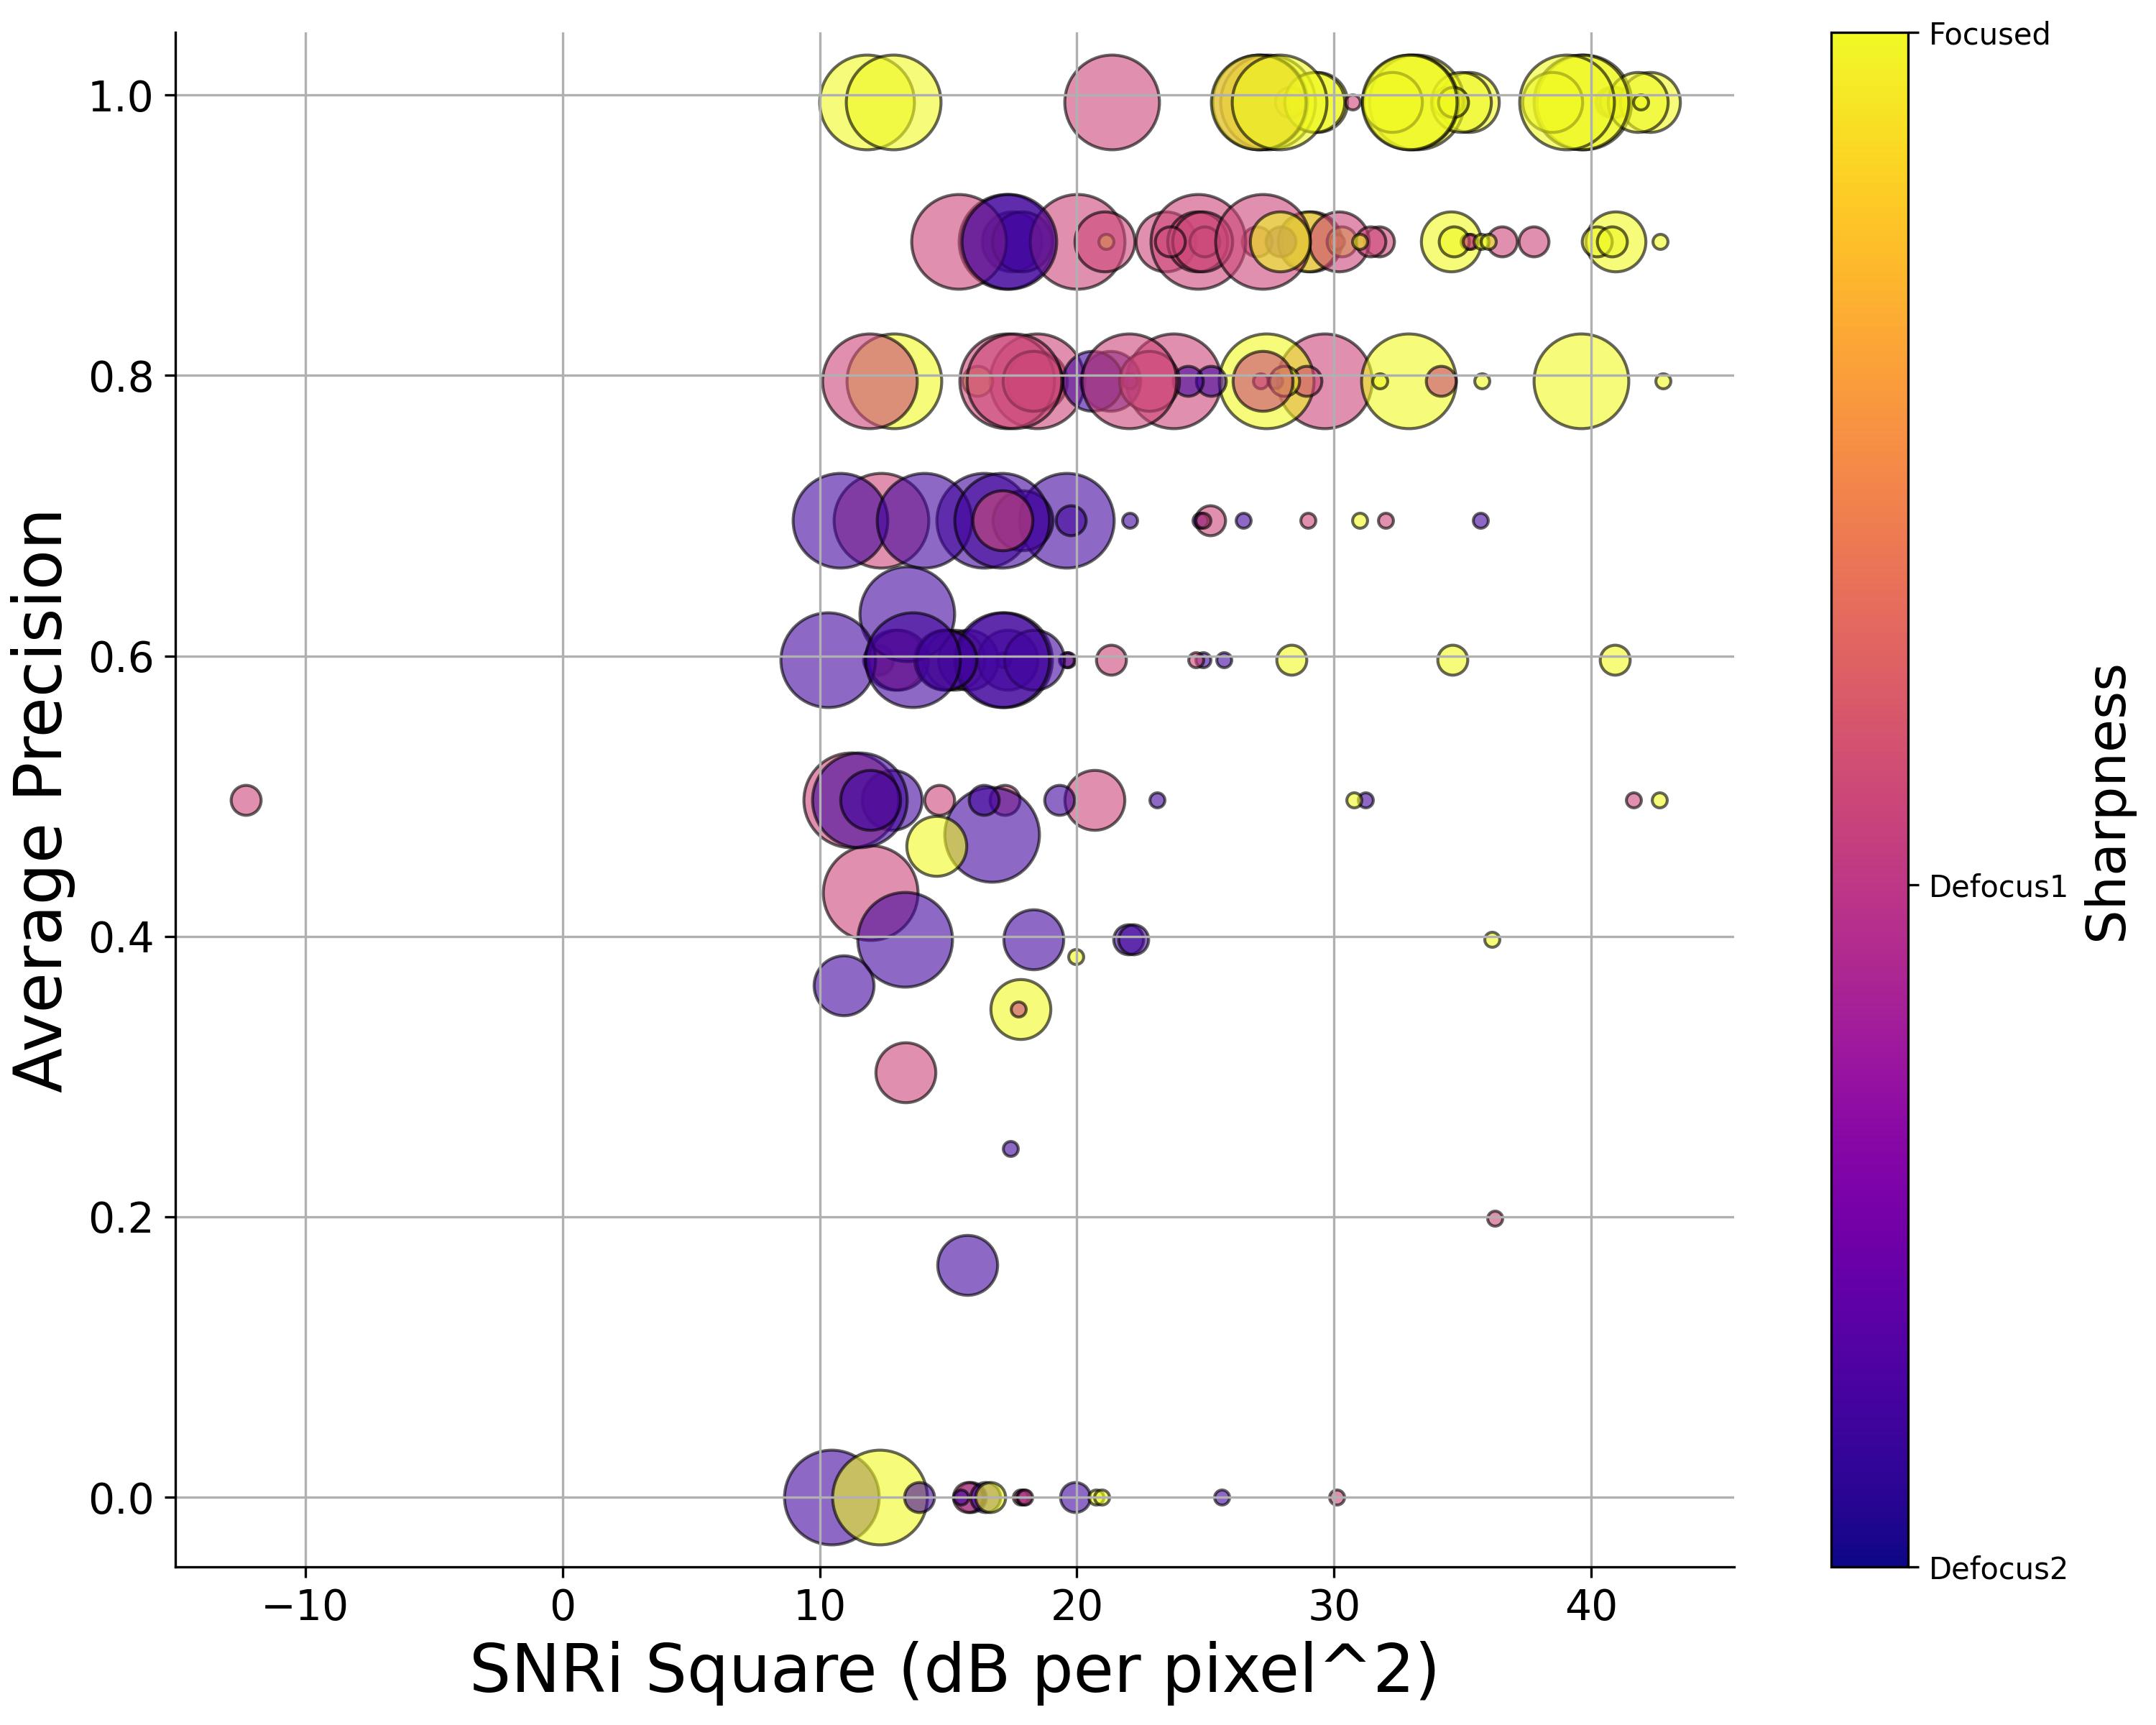 Average Precision
1.0
0.8
0.6
0.4
0.2
0.0
−10 0 10 20 30 40
SNRi Square (dB per pixel^2)
Focused
Defocus1
Defocus2
Sharpness